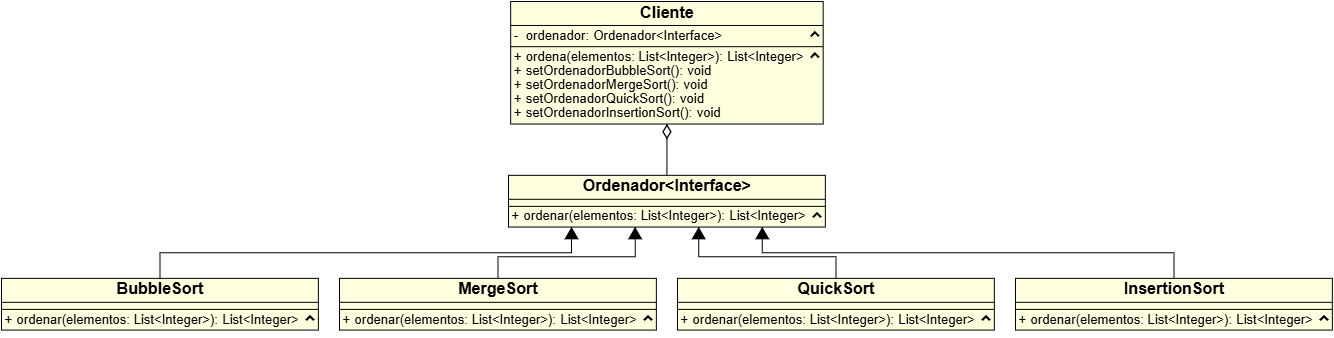 Cliente
- ordenador: Ordenador<Interface>
+ ordena(elementos: List<Integer>): List<Integer>
+ setOrdenadorBubbleSort(): void
+ setOrdenadorMergeSort(): void
+ setOrdenadorQuickSort(): void
+ setOrdenadorInsertionSort(): void
Ordenador<Interface>
+ ordenar(elementos: List<Integer>): List<Integer>
BubbleSort
+ ordenar(elementos: List<Integer>): List<Integer>
MergeSort
+ ordenar(elementos: List<Integer>): List<Integer>
QuickSort
+ ordenar(elementos: List<Integer>): List<Integer>
InsertionSort
+ ordenar(elementos: List<Integer>): List<Integer>